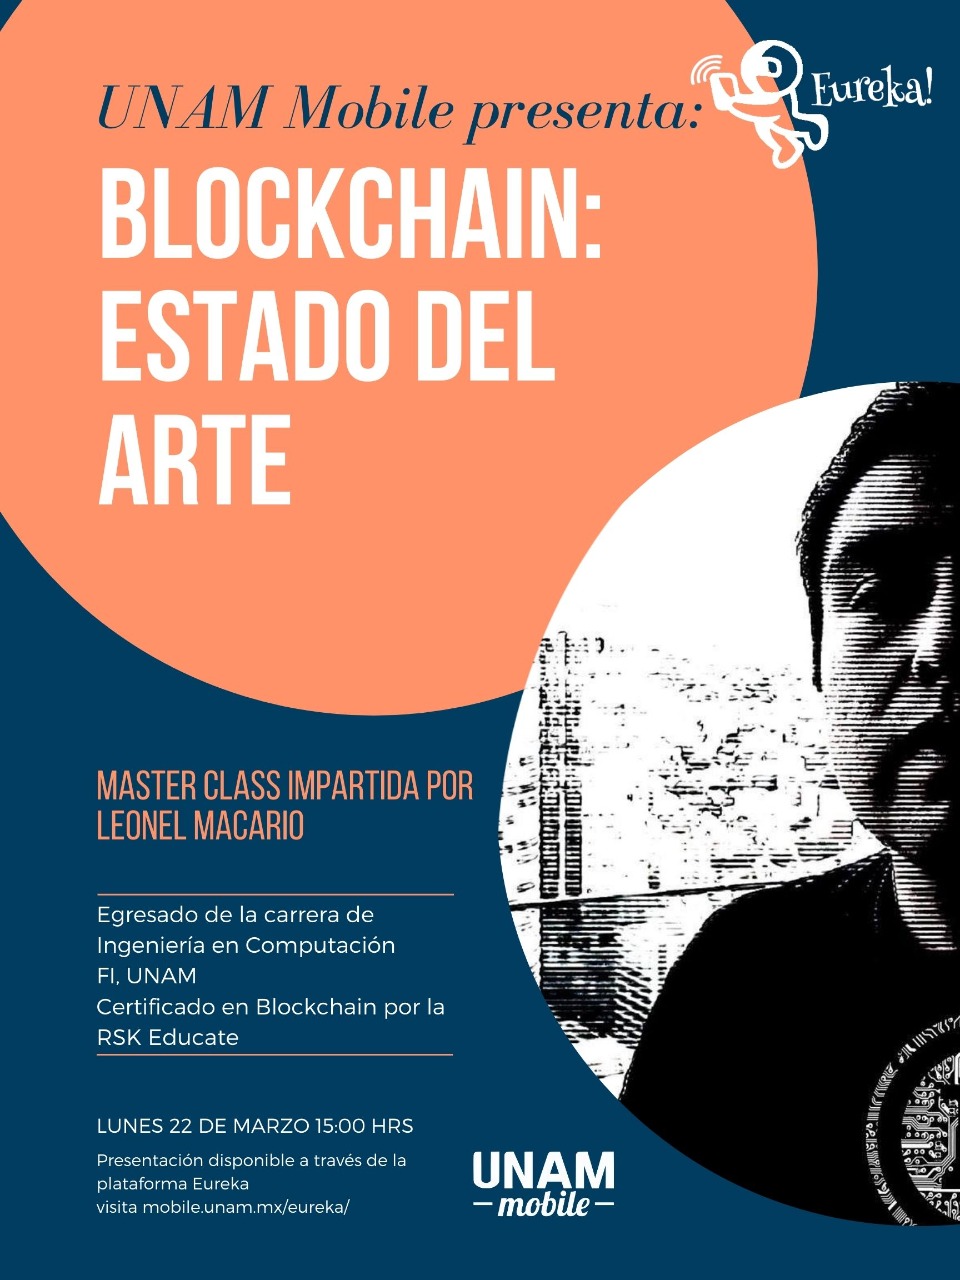 UNAM Mobile presenta:
Eureka!
BLOCKCHAIN:
ESTADO DEL
ARTE
MASTER CLASS IMPARTIDA POR
LEONEL MACARIO
Egresado de la carrera de
Ingeniería en Computación
FI, UNAM
Certificado en Blockchain por la
RSK Educate
LUNES 22 DE MARZO 15:00 HRS
Presentación disponible a través de la
plataforma Eureka
visita mobile.unam.mx/eureka/
UNAM
mobile